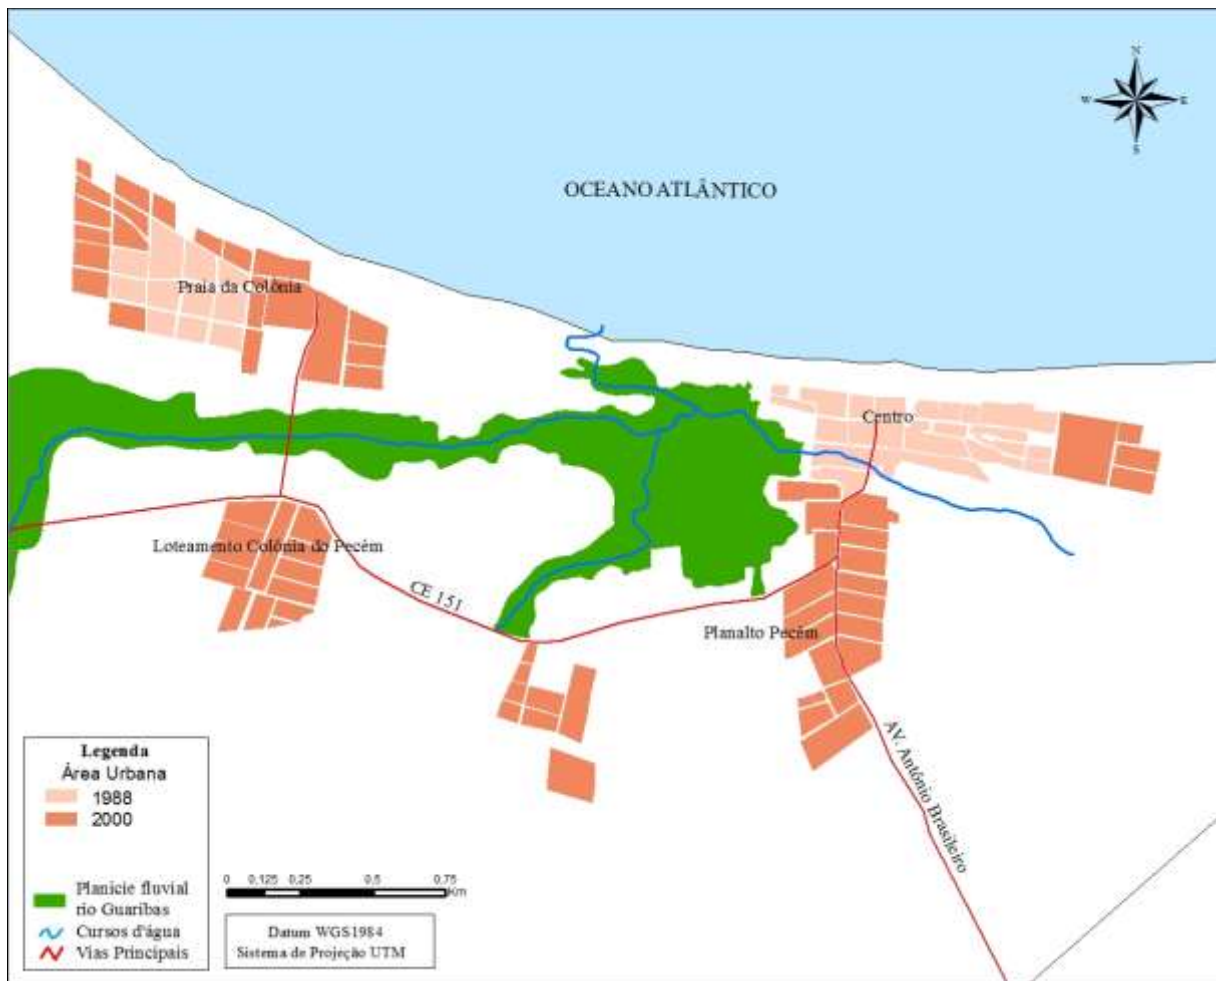 N
W
E
S
OCEANO ATLÂNTICO
Praia da Colônia
Centro
Loteamento Colônia do Pecém
CE 151
Planalto Pecém
AV. Antônio Brasileiro
Legenda
Área Urbana
1988
2000
Planície fluvial
rio Guaribas
Cursos d'água
Vias Principais
0 0,125 0,25 0,5 0,75
Km
Datum WGS1984
Sistema de Projeção UTM